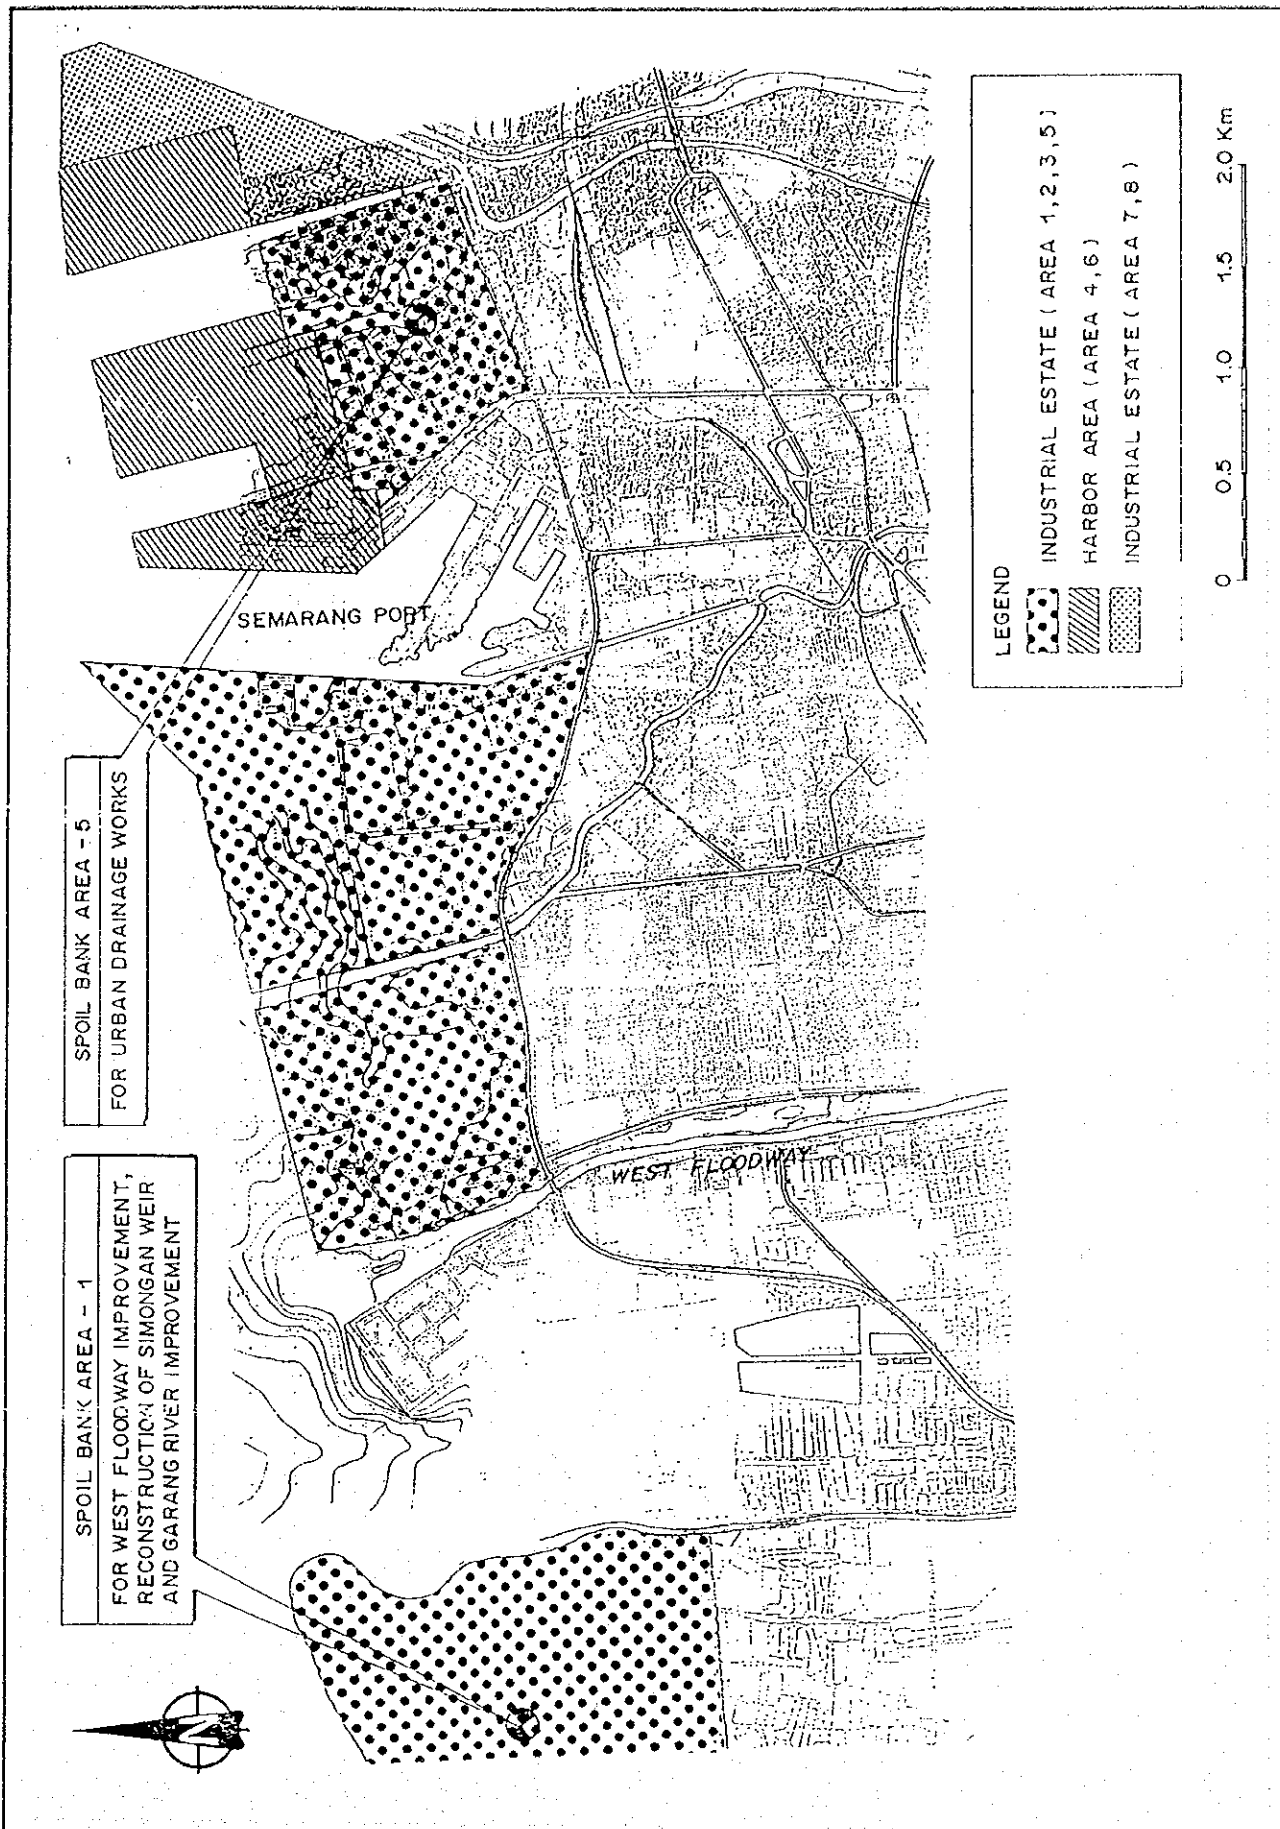 SPOIL BANK AREA - 1
FOR WEST FLOODWAY IMPROVEMENT,
RECONSTRUCTION OF SIMONGAN WEIR
AND GARANG RIVER IMPROVEMENT
SPOIL BANK AREA - 5
FOR URBAN DRAINAGE WORKS
N
SEMARANG PORT
WEST FLOODWAY
LEGEND
INDUSTRIAL ESTATE ( AREA 1,2,3,5 )
HARBOR AREA ( AREA 4,6 )
INDUSTRIAL ESTATE ( AREA 7,8 )
0 0.5 1.0 1.5 2.0 Km